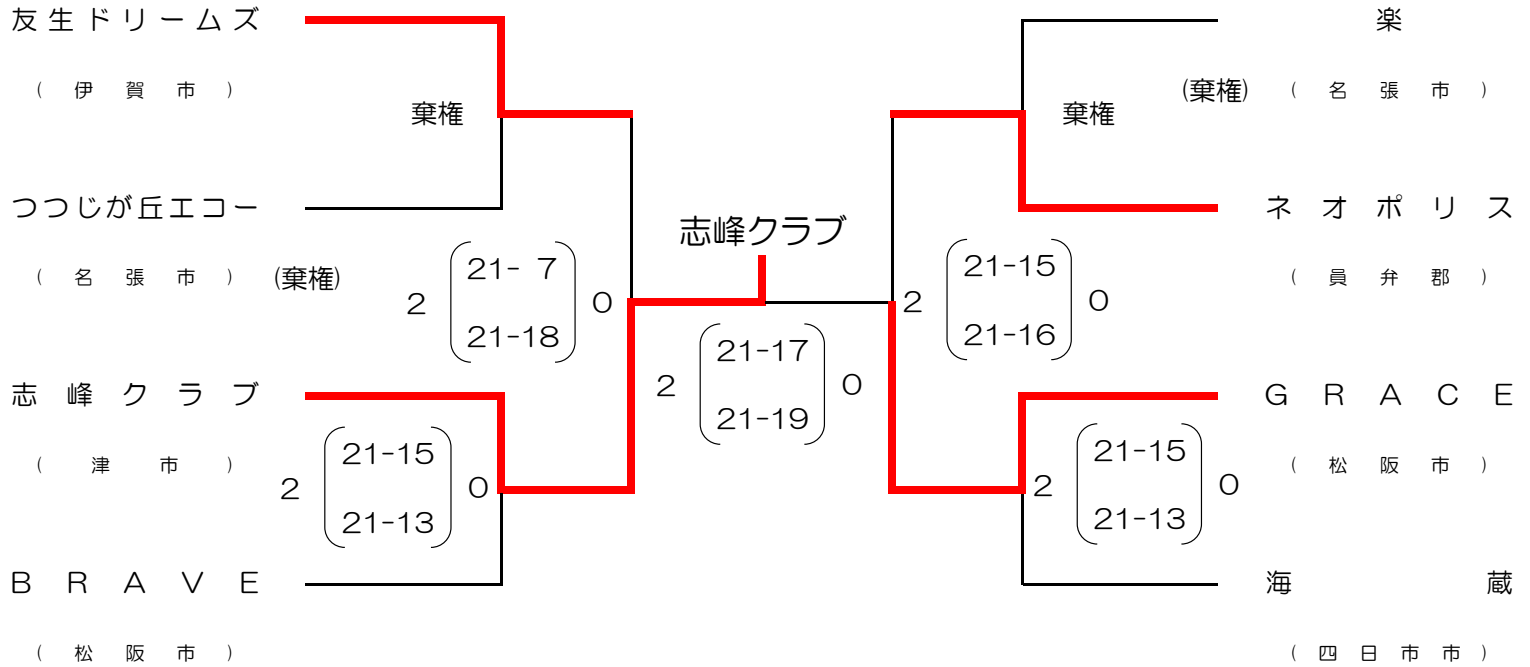 友生ドリームズ
(伊賀市)
棄権
つつじが丘エコー
(名張市) (棄権)
2 21- 7 0
21-18
志峰クラブ
(津市)
2 21-15 0
21-13
BRAVE
(松阪市)
志峰クラブ
2 21-17 0
21-19
楽
(棄権) (名張市)
棄権
ネオポリス
(員弁郡)
2 21-15 0
21-16
GRACE
(松阪市)
2 21-15 0
21-13
海蔵
(四日市市)